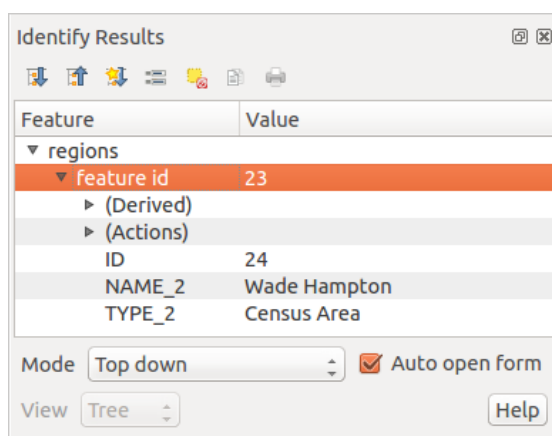 Identify Results
Feature Value
regions
feature id 23
(Derived)
(Actions)
ID 24
NAME_2 Wade Hampton
TYPE_2 Census Area
Mode Top down Auto open form
View Tree Help